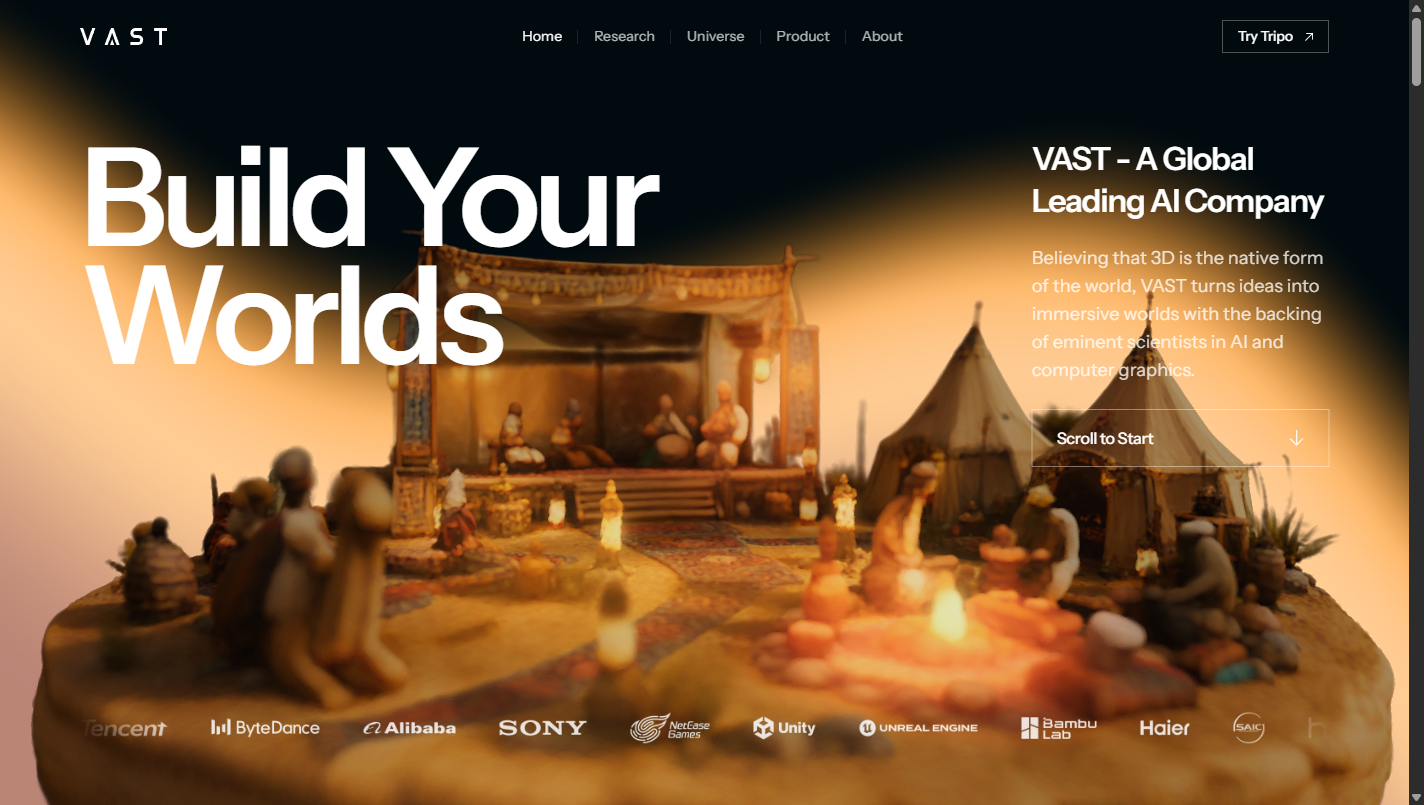 VAST
Home
Research
Universe
Product
About
Try Tripo
Build Your
Worlds
VAST - A Global
Leading AI Company
Believing that 3D is the native form
of the world, VAST turns ideas into
immersive worlds with the backing
of eminent scientists in AI and
computer graphics.
Scroll to Start
Tencent
ByteDance
Alibaba
SONY
NetEase
Games
Unity
UNREAL ENGINE
Bambu
Lab
Haier
SAIC
h